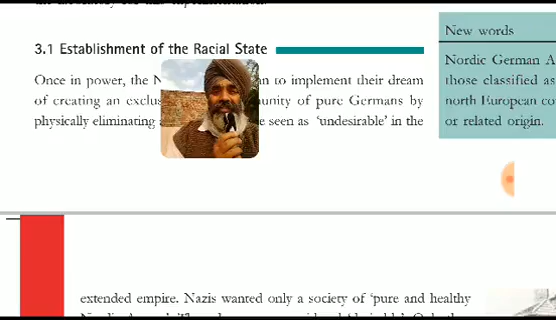 3.1 Establishment of the Racial State
Once in power, the N an to implement their dream
of creating an exclus unity of pure Germans by
physically eliminating e seen as 'undesirable' in the
New words
Nordic German A
those classified as
north European co
or related origin.
extended empire. Nazis wanted only a society of 'pure and healthy